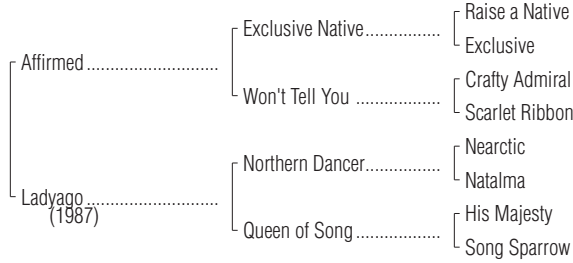 Raise a Native
Exclusive Native..................
Exclusive
Affirmed ...............................
Crafty Admiral
Won't Tell You ....................
Scarlet Ribbon
Nearctic
Northern Dancer..................
Natalma
Ladyago ...............................
(1987)
His Majesty
Queen of Song ....................
Song Sparrow